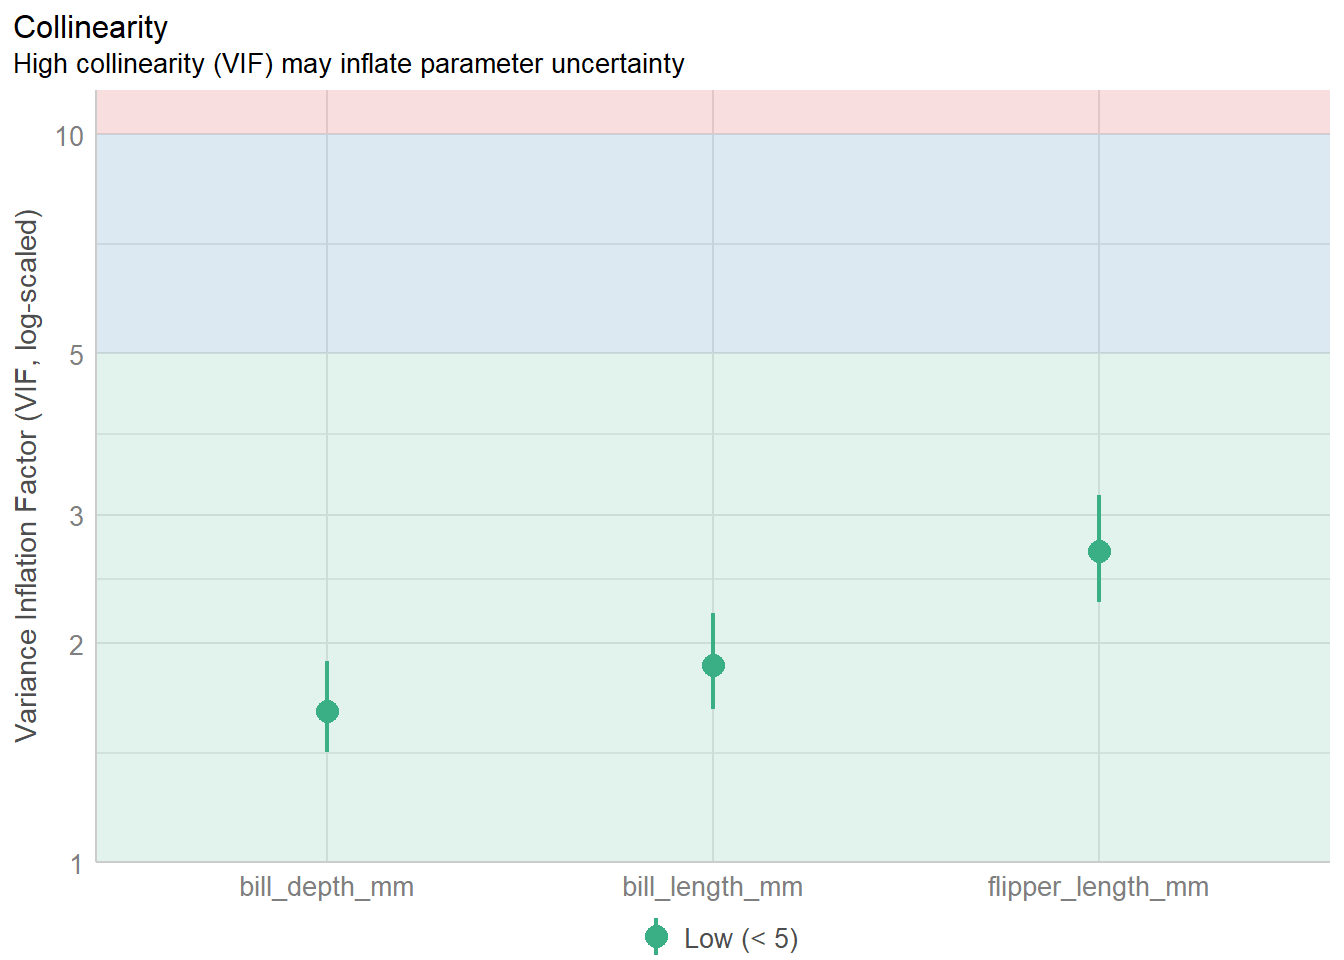 Collinearity
High collinearity (VIF) may inflate parameter uncertainty
Variance Inflation Factor (VIF, log-scaled)
10
5
3
2
1
bill_depth_mm
bill_length_mm
flipper_length_mm
Low (< 5)